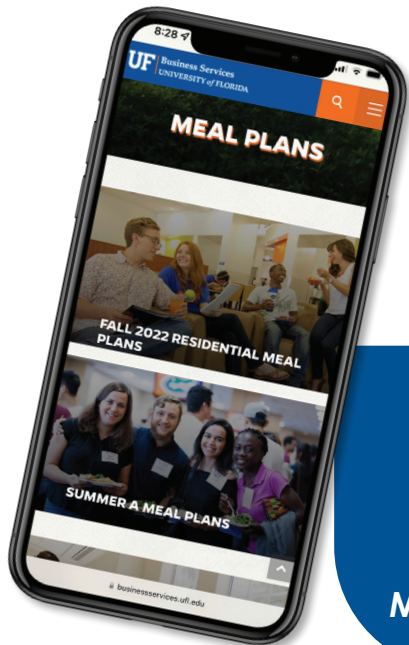 8:28
UF Business Services
UNIVERSITY of FLORIDA
MEAL PLANS
FALL 2022 RESIDENTIAL MEAL
PLANS
SUMMER A MEAL PLANS
businessservices.ufl.edu
M